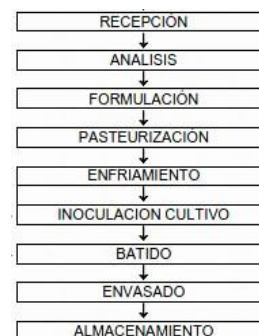 RECEPCIÓN
ANALISIS
FORMULACIÓN
PASTEURIZACIÓN
ENFRIAMIENTO
INOCULACION CULTIVO
BATIDO
ENVASADO
ALMACENAMIENTO